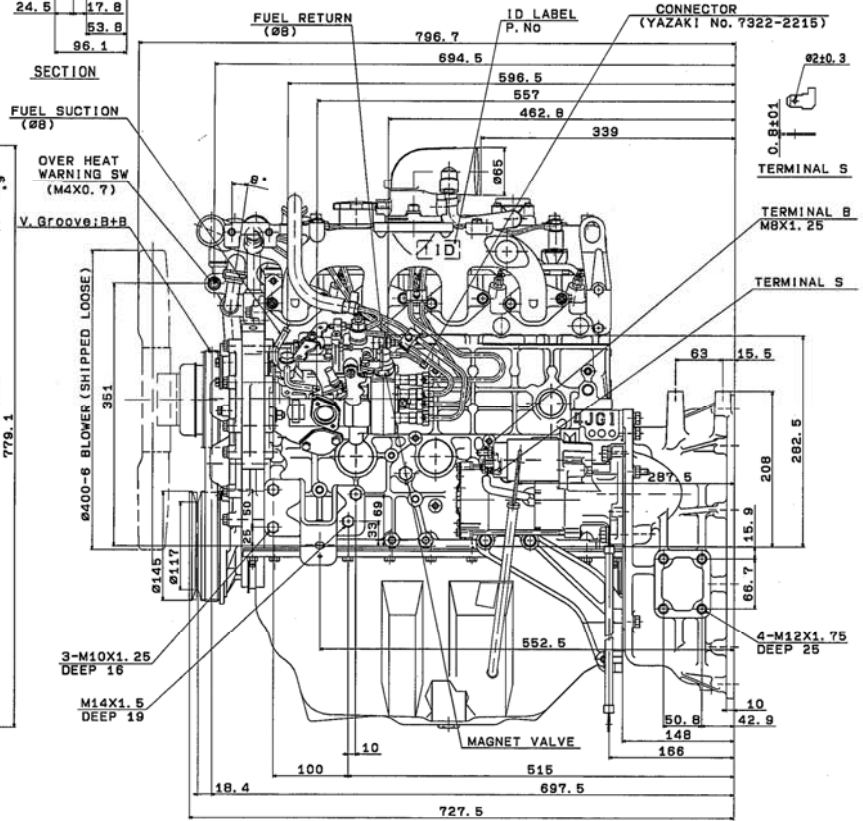 24.5
17.8
53.8
96.1
SECTION
FUEL RETURN
(Ø8)
ID LABEL
P. No
CONNECTOR
(YAZAKI No. 7322-2215)
796.7
694.5
596.5
557
462.8
339
Ø2±0.3
0.8±01
TERMINAL S
FUEL SUCTION
(Ø8)
OVER HEAT
WARNING SW
(M4X0.7)
8°
Ø65
V. Groove:B+B
TERMINAL B
M8X1.25
ID
TERMINAL S
Ø400-6 BLOWER (SHIPPED LOOSE)
351
779.1
63
15.5
JG1
282.5
208
287.5
50
25
69
33
15.9
66.7
Ø145
Ø117
552.5
3-M10X1.25
DEEP 16
4-M12X1.75
DEEP 25
M14X1.5
DEEP 19
10
50.8
42.9
MAGNET VALVE
148
10
166
100
515
18.4
697.5
727.5